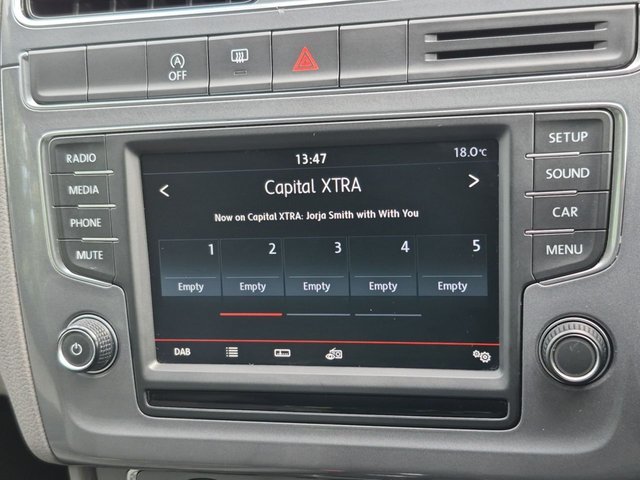 A OFF
RADIO
MEDIA
PHONE
MUTE
13:47
18.0°C
< Capital XTRA >
Now on Capital XTRA: Jorja Smith with With You
1 2 3 4 5
Empty Empty Empty Empty Empty
DAB
SETUP
SOUND
CAR
MENU